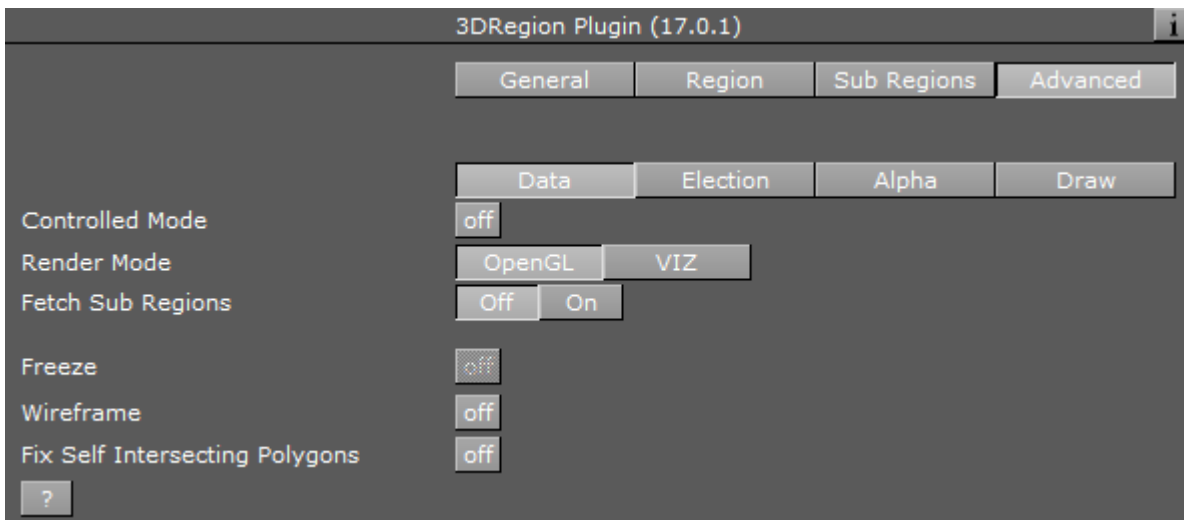 3DRegion Plugin (17.0.1) i
General Region Sub Regions Advanced
Data Election Alpha Draw
Controlled Mode off
Render Mode OpenGL VIZ
Fetch Sub Regions Off On
Freeze off
Wireframe off
Fix Self Intersecting Polygons off
?